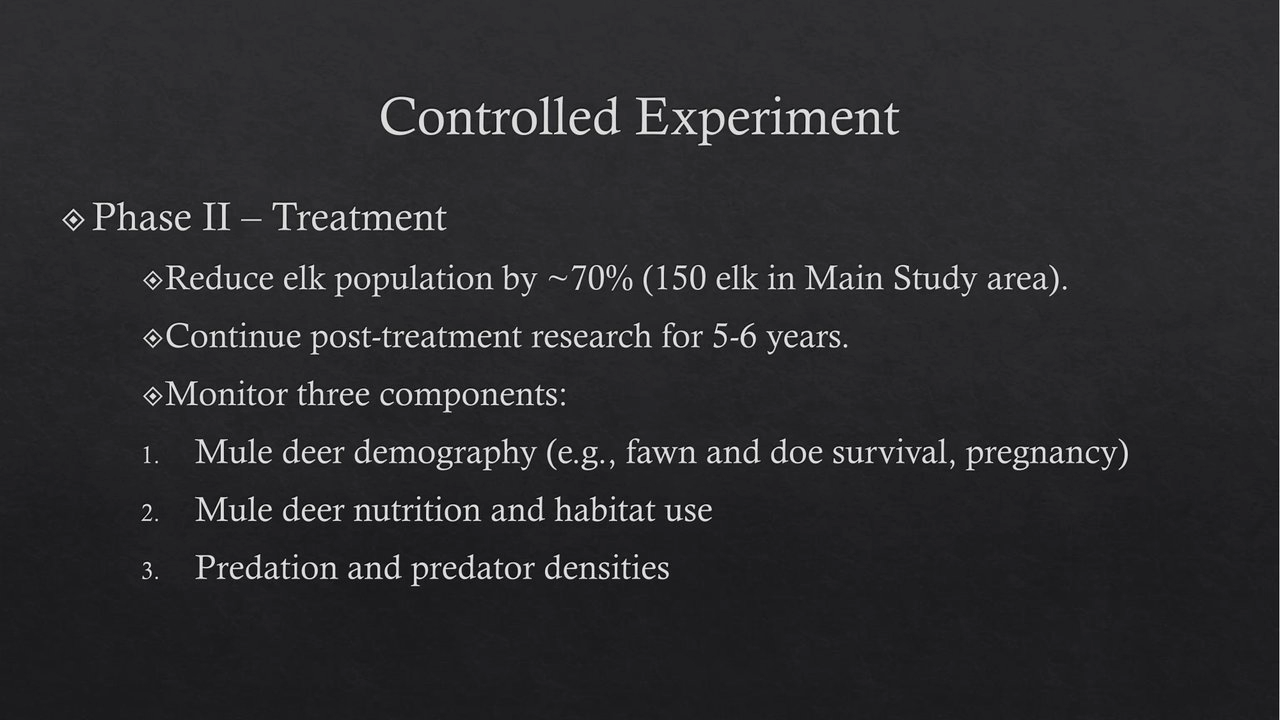 Controlled Experiment
Phase II – Treatment
Reduce elk population by ~70% (150 elk in Main Study area).
Continue post-treatment research for 5-6 years.
Monitor three components:
1. Mule deer demography (e.g., fawn and doe survival, pregnancy)
2. Mule deer nutrition and habitat use
3. Predation and predator densities